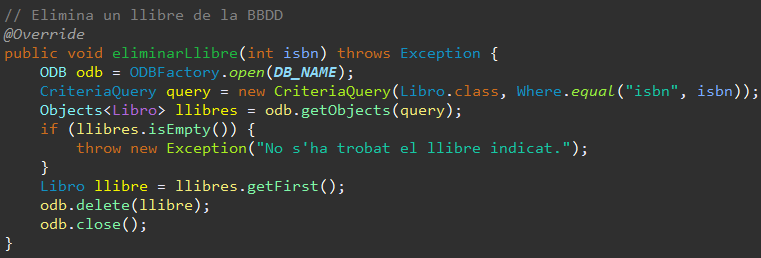 // Elimina un llibre de la BBDD
@Override
public void eliminarLlibre(int isbn) throws Exception {
    ODB odb = ODBFactory.open(DB_NAME);
    CriteriaQuery query = new CriteriaQuery(Libro.class, Where.equal("isbn", isbn));
    Objects<Libro> llibres = odb.getObjects(query);
    if (llibres.isEmpty()) {
        throw new Exception("No s'ha trobat el llibre indicat.");
    }
    Libro llibre = llibres.getFirst();
    odb.delete(llibre);
    odb.close();
}